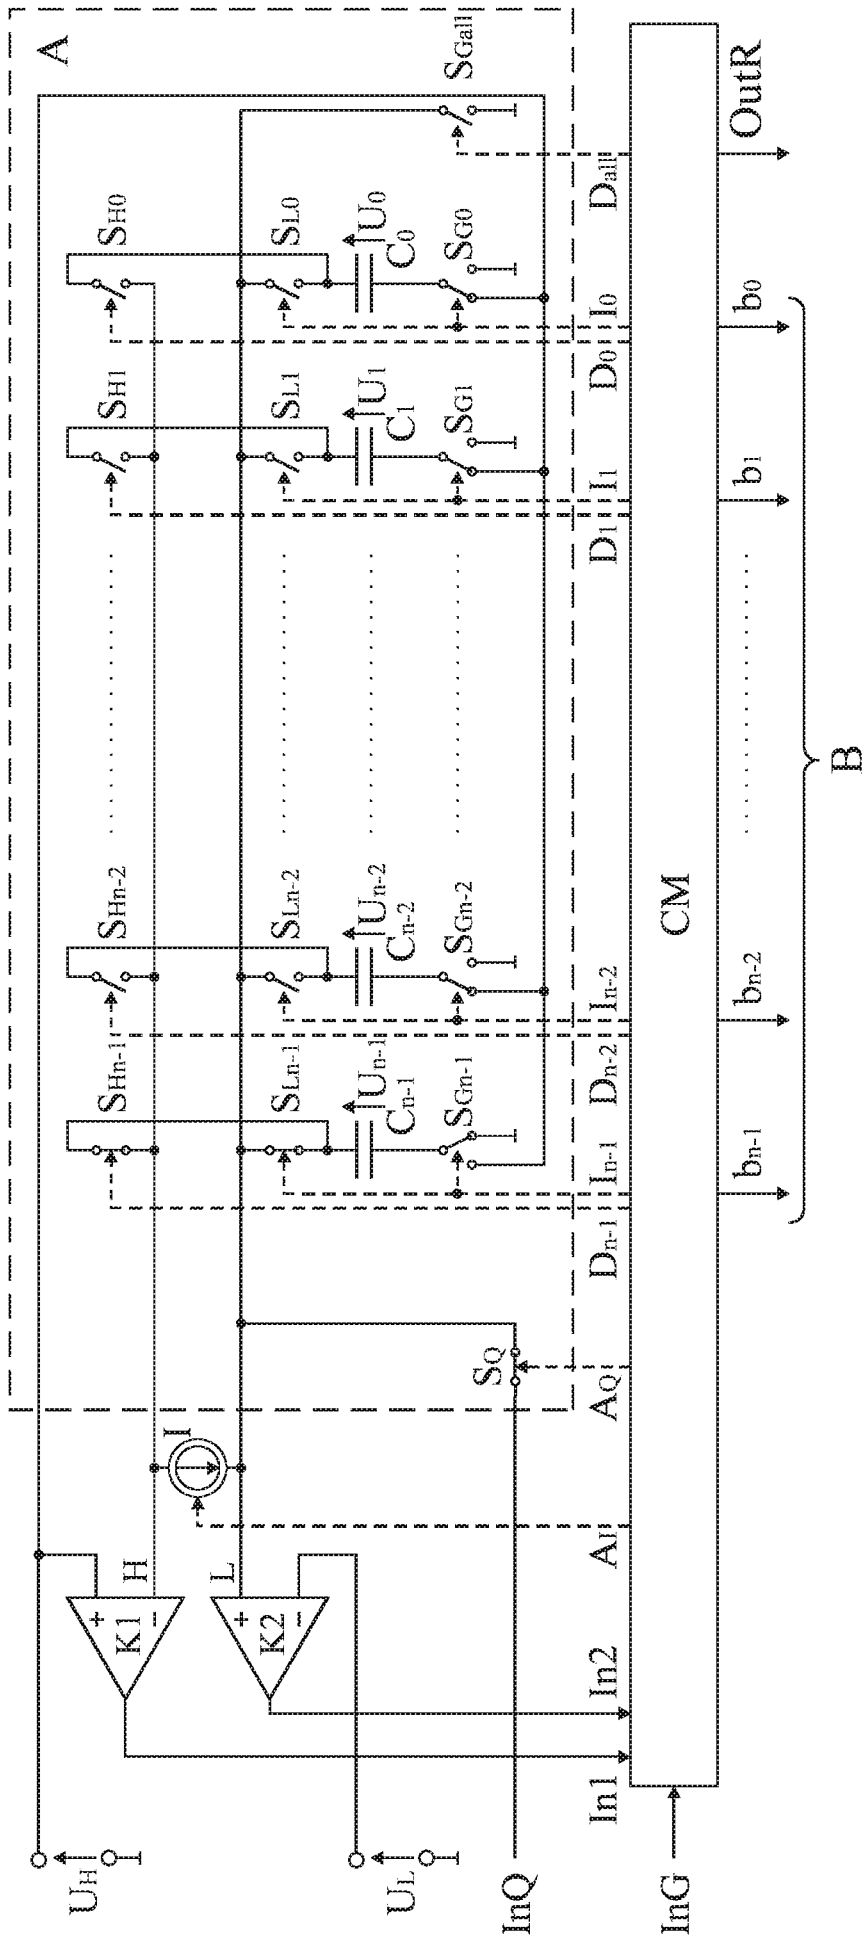 A
SH0
SH1
SHn-2
SHn-1
SL0
SL1
SLn-2
SLn-1
U0
C0
U1
C1
Un-2
Cn-2
Un-1
Cn-1
SGall
SG0
SG1
SGn-2
SGn-1
SQ
I
H
L
+
K1
−
+
K2
−
UH
UL
InQ
InG
In1
In2
AI
AQ
Dn-1
In-1
Dn-2
In-2
D1
I1
D0
I0
Dall
CM
bn-1
bn-2
b1
b0
OutR
B